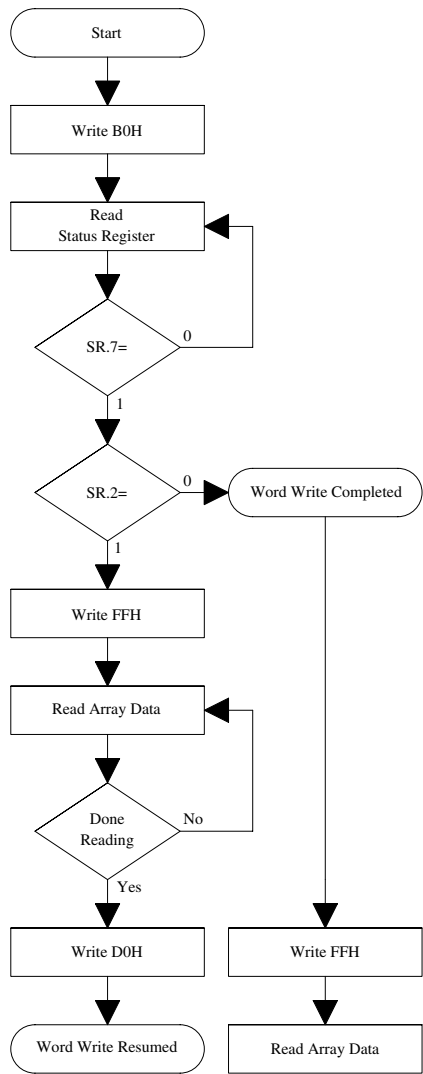 Start
Write B0H
Read
Status Register
SR.7=
0
1
SR.2=
0
Word Write Completed
1
Write FFH
Read Array Data
Done
Reading
No
Yes
Write D0H
Write FFH
Word Write Resumed
Read Array Data